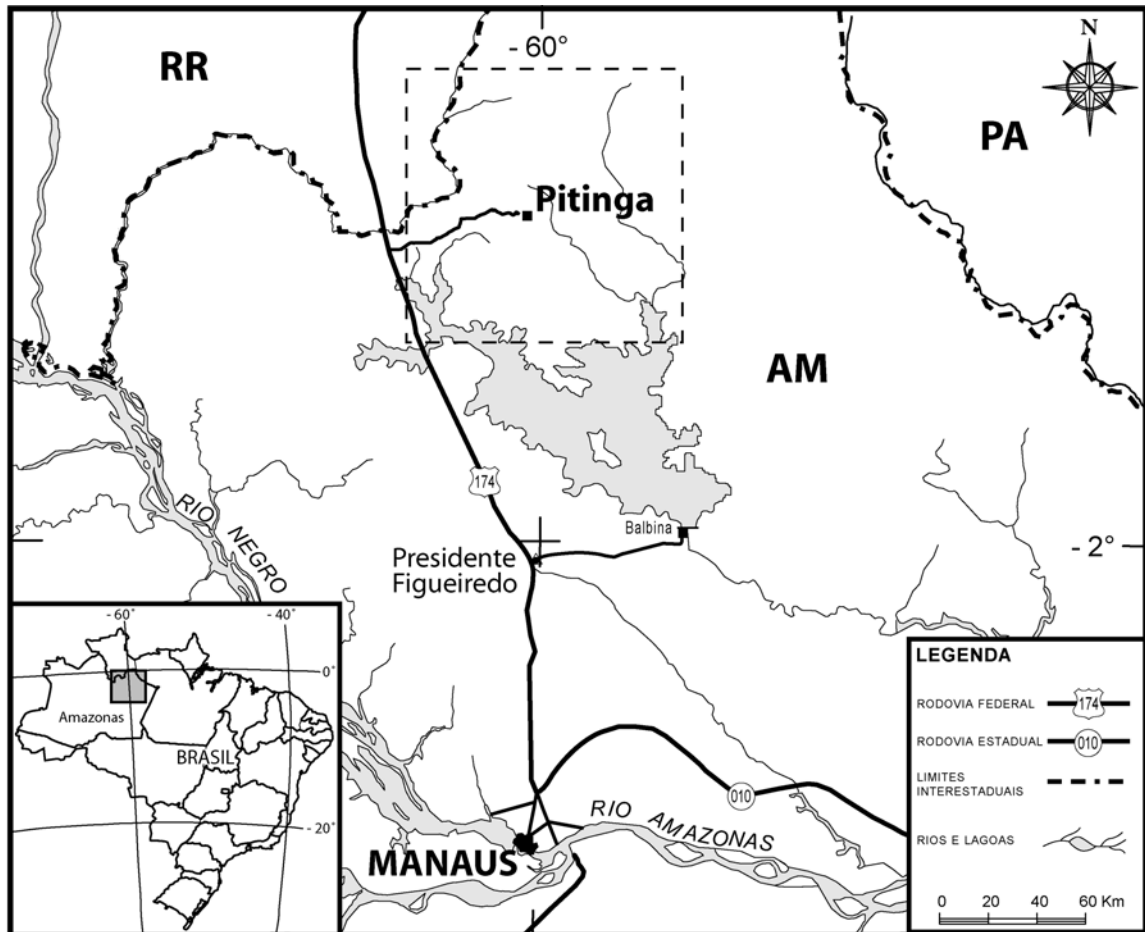 - 60°
N
RR
PA
Pitinga
AM
174
RIO NEGRO
Balbina
- 2°
Presidente
Figueiredo
- 60°
- 40°
0°
Amazonas
BRASIL
- 20°
010
RIO AMAZONAS
MANAUS
LEGENDA
RODOVIA FEDERAL 174
RODOVIA ESTADUAL 010
LIMITES
INTERESTADUAIS
RIOS E LAGOAS
0 20 40 60 Km